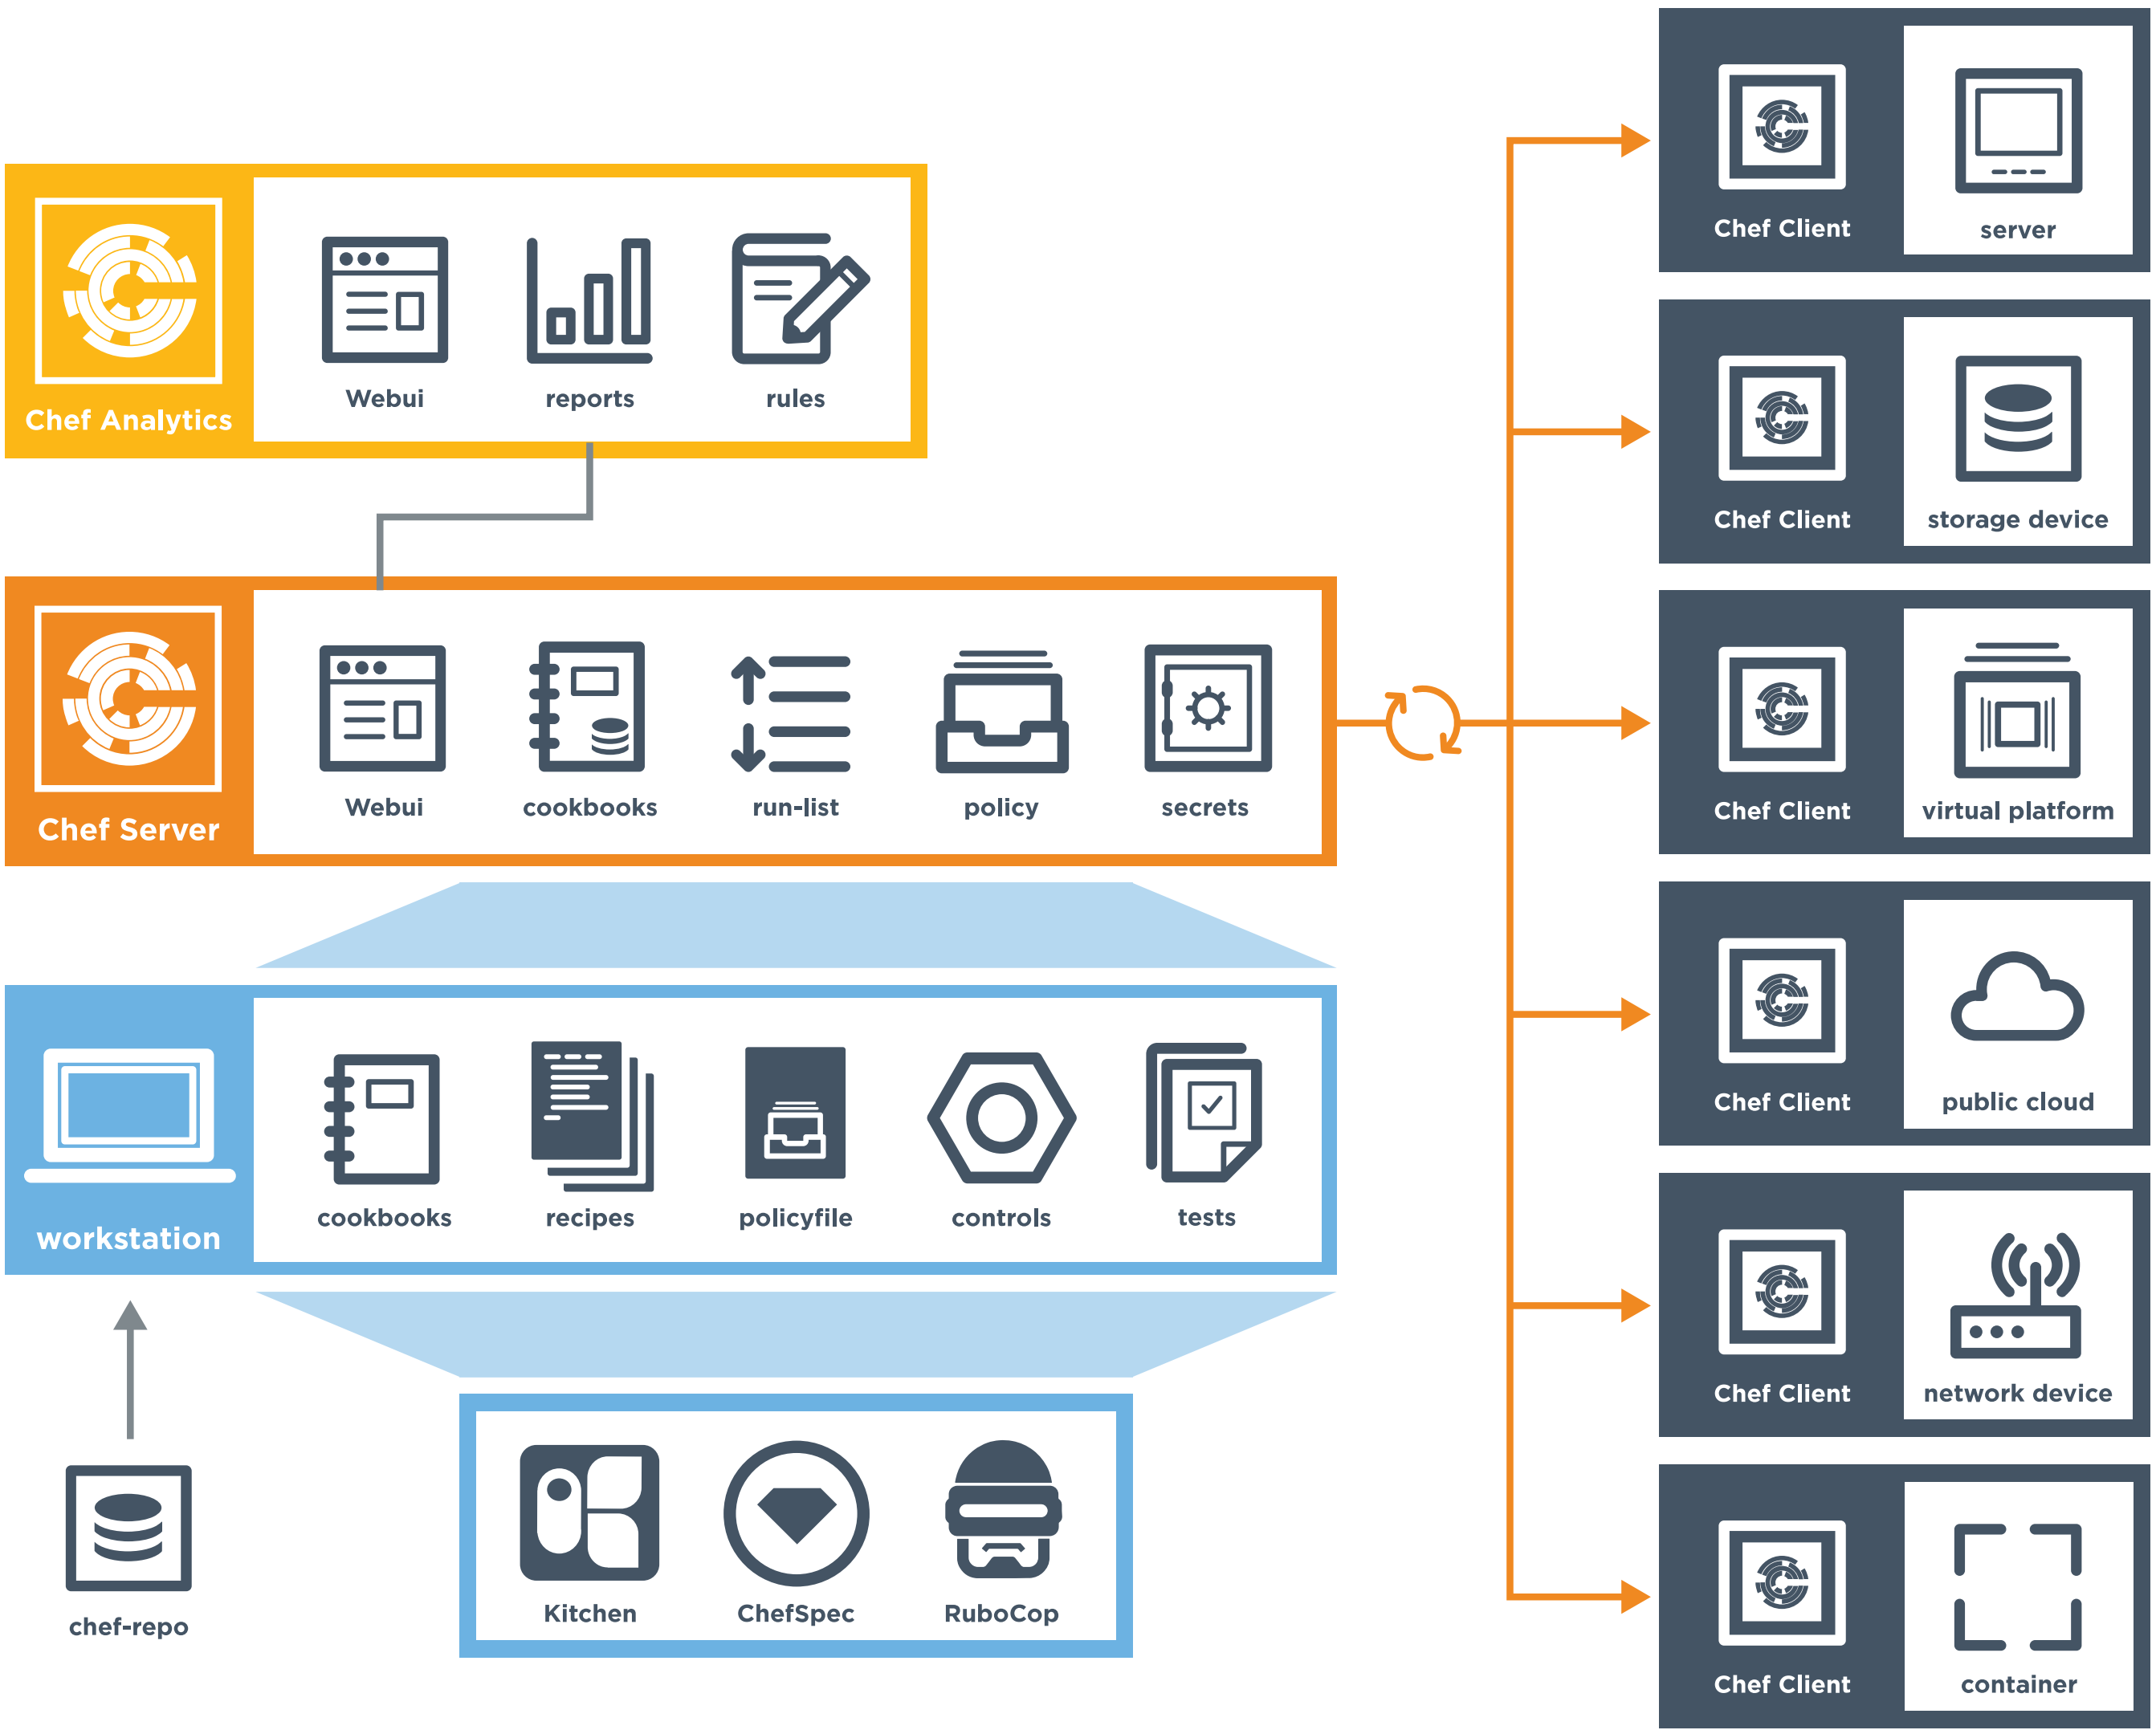 Chef Analytics
Webui
reports
rules
Chef Server
Webui
cookbooks
run-list
policy
secrets
workstation
cookbooks
recipes
policyfile
controls
tests
chef-repo
Kitchen
ChefSpec
RuboCop
Chef Client
server
Chef Client
storage device
Chef Client
virtual platform
Chef Client
public cloud
Chef Client
network device
Chef Client
container